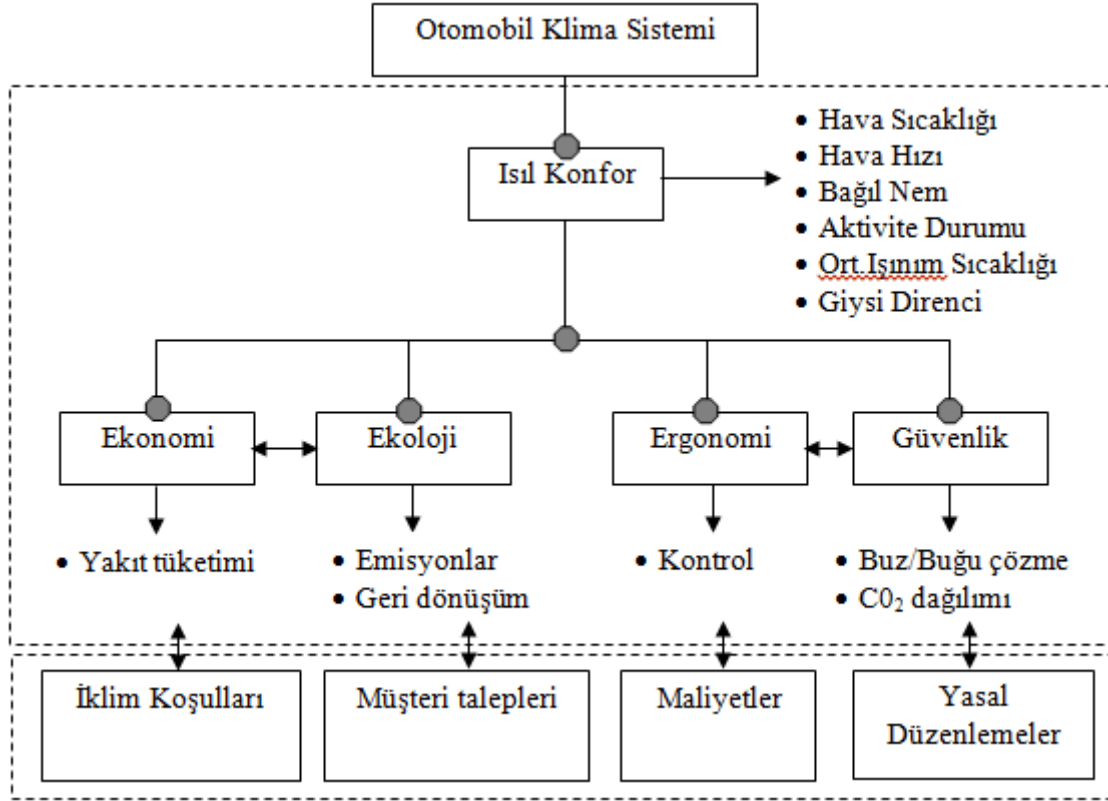 Otomobil Klima Sistemi
Isıl Konfor
• Hava Sıcaklığı
• Hava Hızı
• Bağıl Nem
• Aktivite Durumu
• Ort.Işınım Sıcaklığı
• Giysi Direnci
Ekonomi
Ekoloji
Ergonomi
Güvenlik
• Yakıt tüketimi
• Emisyonlar
• Geri dönüşüm
• Kontrol
• Buz/Buğu çözme
• C0₂ dağılımı
İklim Koşulları
Müşteri talepleri
Maliyetler
Yasal
Düzenlemeler